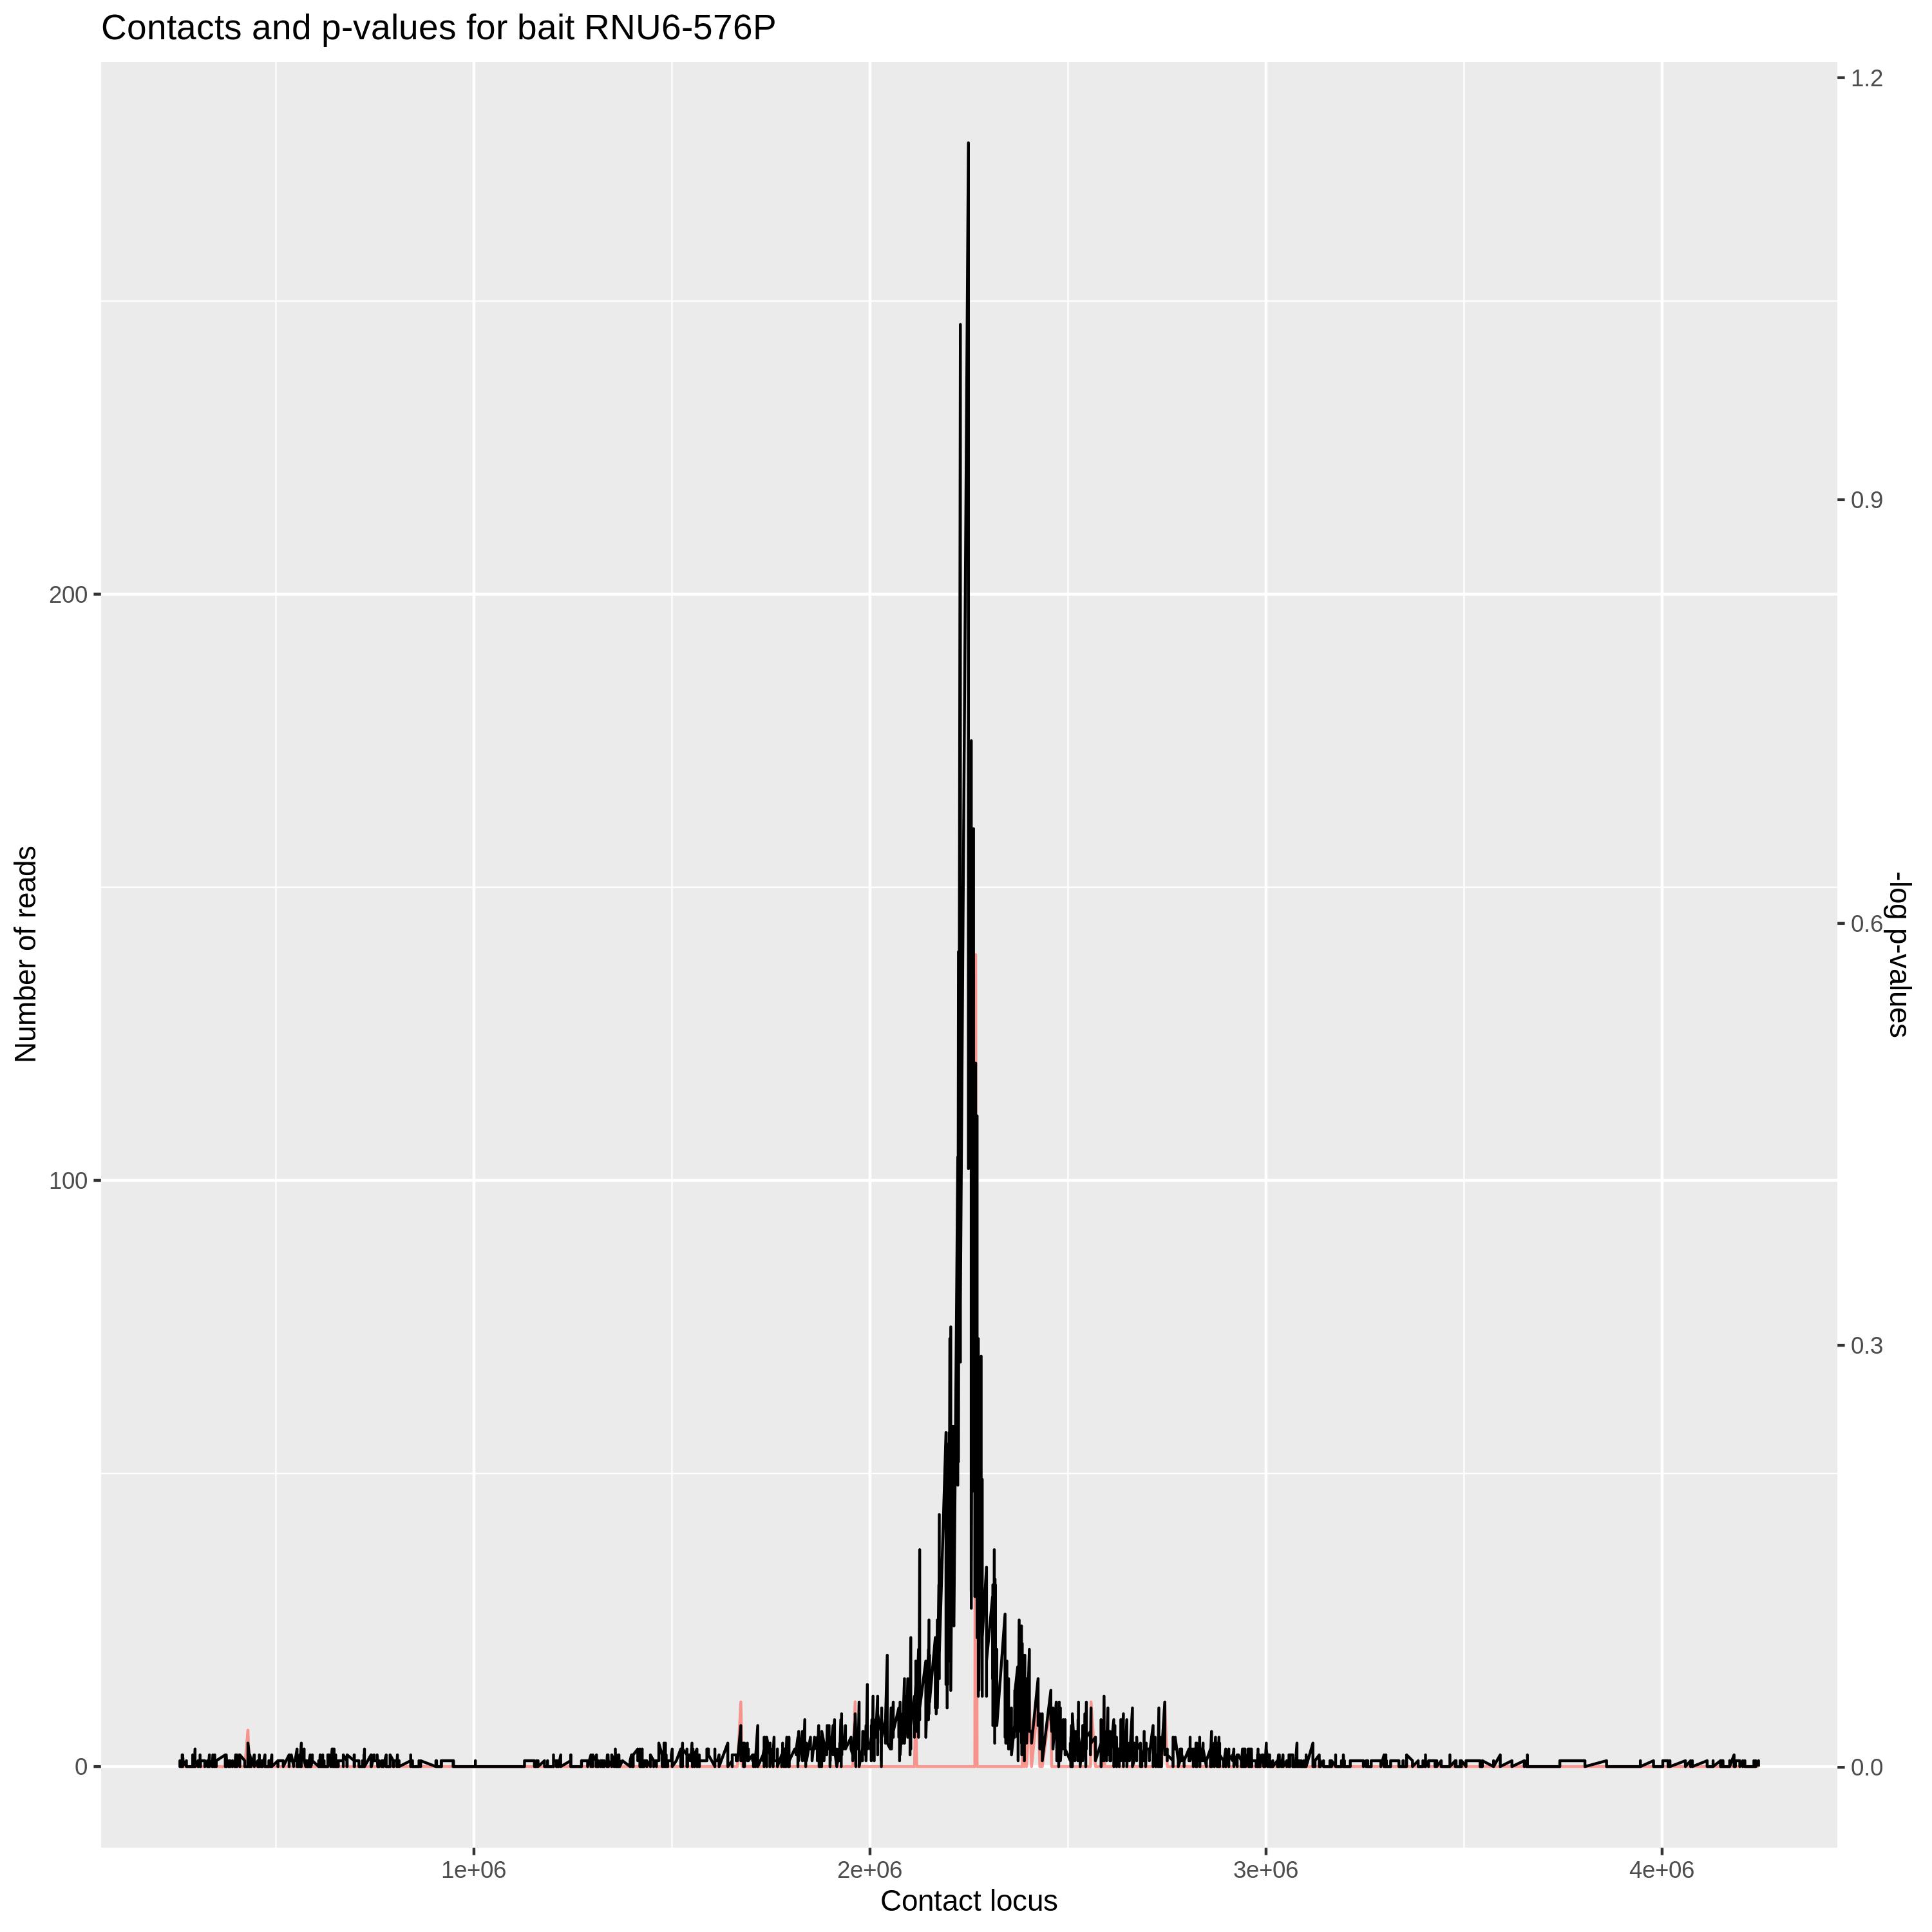 Contacts and p-values for bait RNU6-576P
Number of reads
200
100
0
1.2
0.9
0.6
0.3
0.0
-log p-values
1e+06
2e+06
3e+06
4e+06
Contact locus